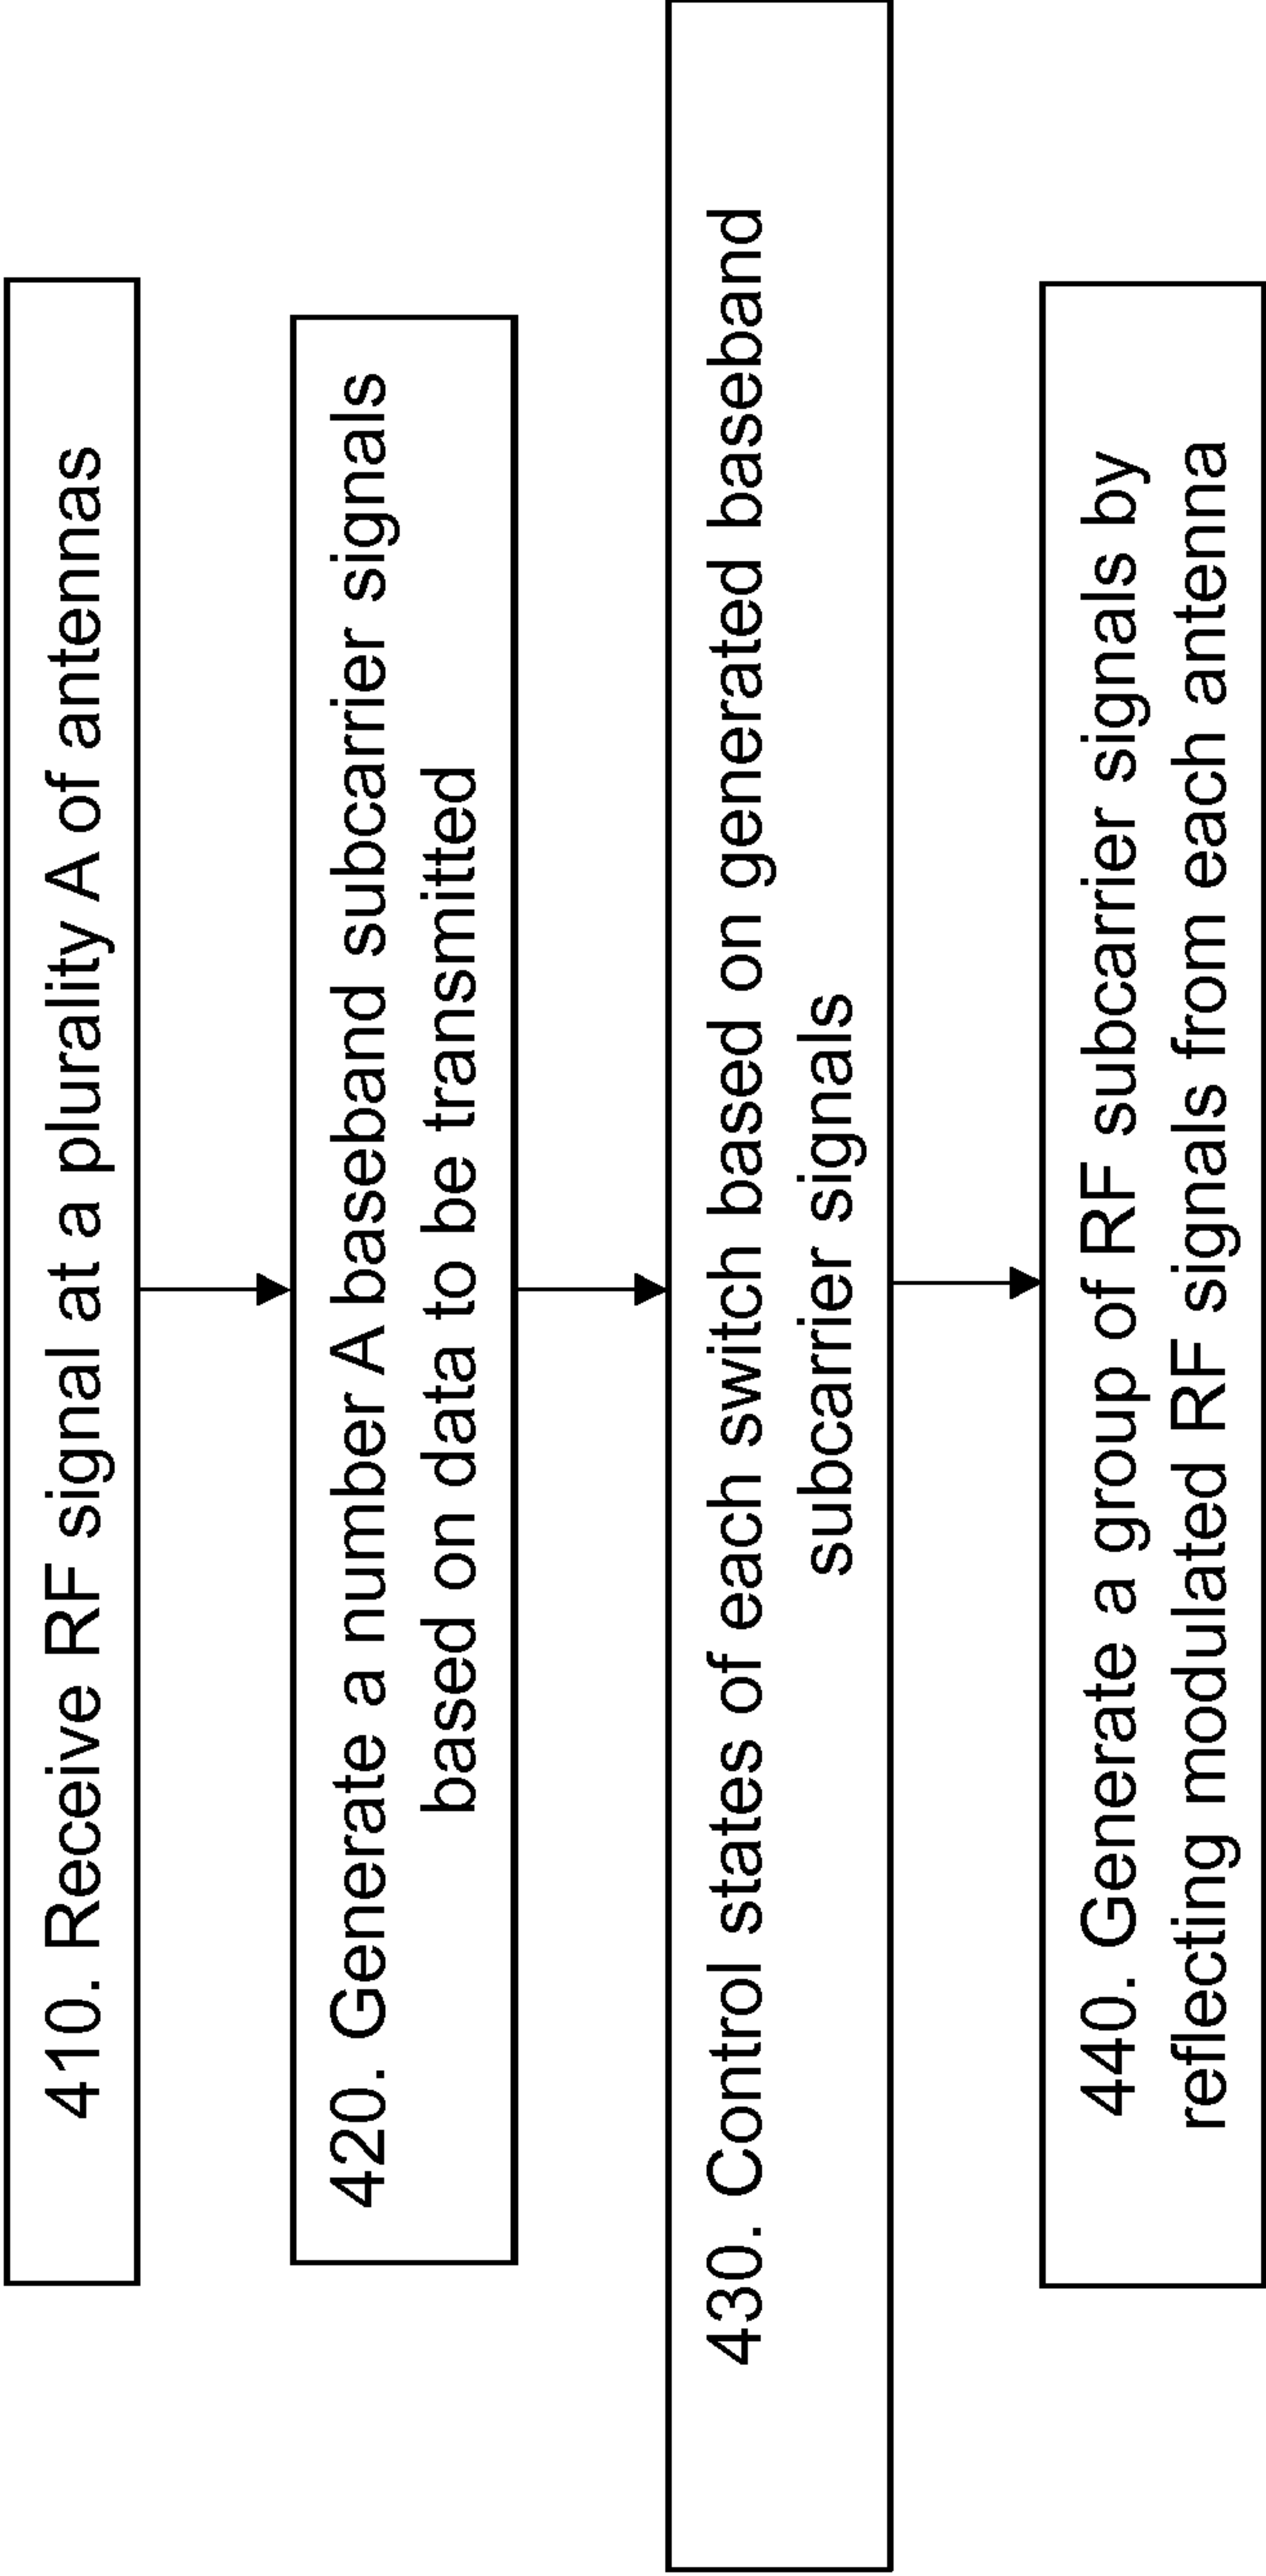 410. Receive RF signal at a plurality A of antennas
420. Generate a number A baseband subcarrier signals
based on data to be transmitted
430. Control states of each switch based on generated baseband
subcarrier signals
440. Generate a group of RF subcarrier signals by
reflecting modulated RF signals from each antenna